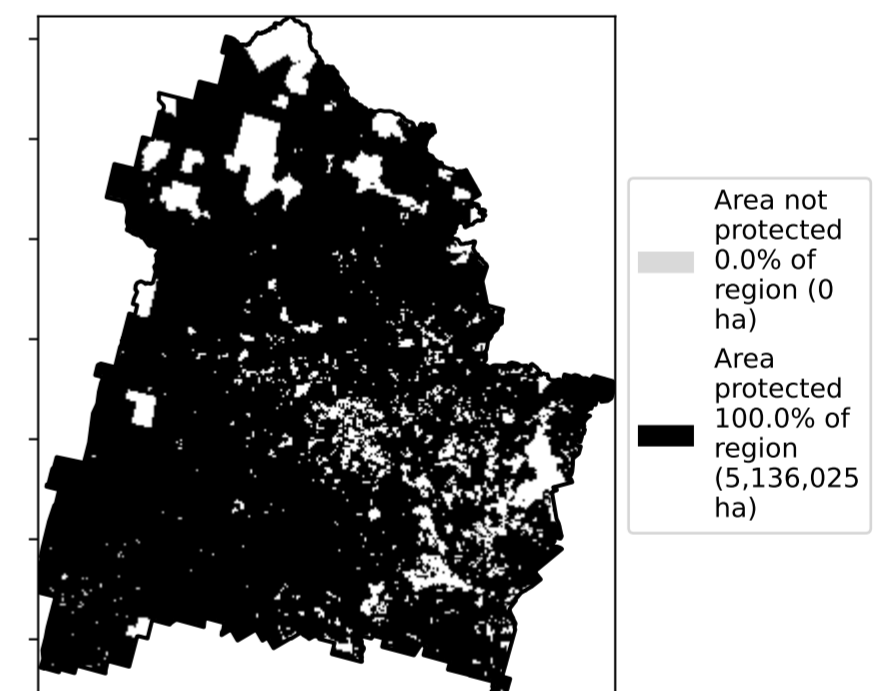 Area not
protected
0.0% of
region (0
ha)
Area
protected
100.0% of
region
(5,136,025
ha)